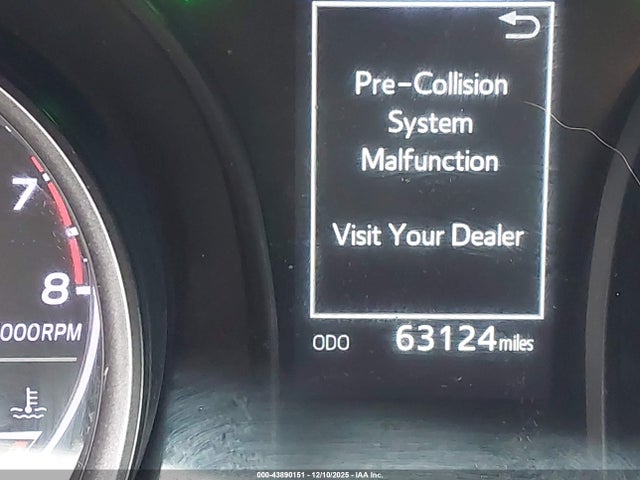 Pre-Collision
System
Malfunction
Visit Your Dealer
7
8
000RPM
ODO 63124 miles
000-43890151 - 12/10/2025 - IAA Inc.